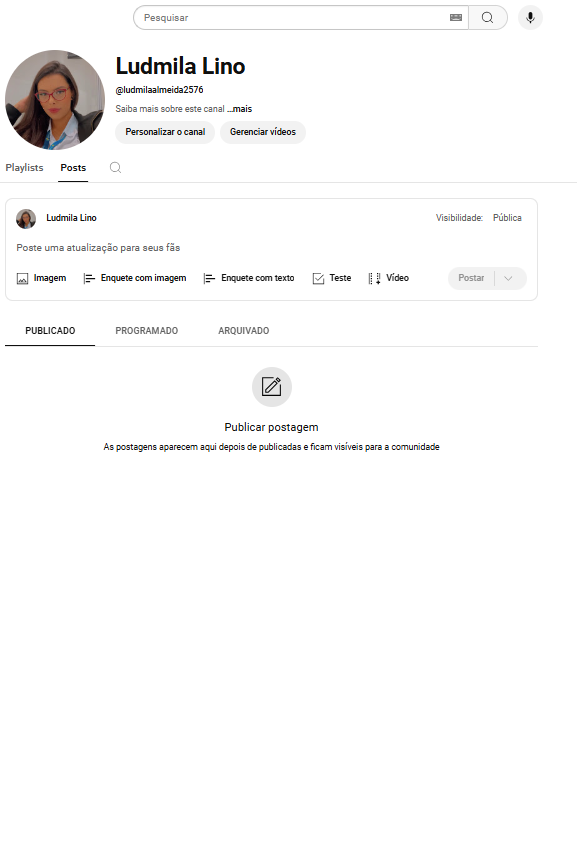 Pesquisar
Ludmila Lino
@ludmilaalmeida2576
Saiba mais sobre este canal ...mais
Personalizar o canal Gerenciar vídeos
Playlists Posts
Ludmila Lino Visibilidade: Pública
Poste uma atualização para seus fãs
Imagem Enquete com imagem Enquete com texto Teste Vídeo Postar
PUBLICADO PROGRAMADO ARQUIVADO
Publicar postagem
As postagens aparecem aqui depois de publicadas e ficam visíveis para a comunidade